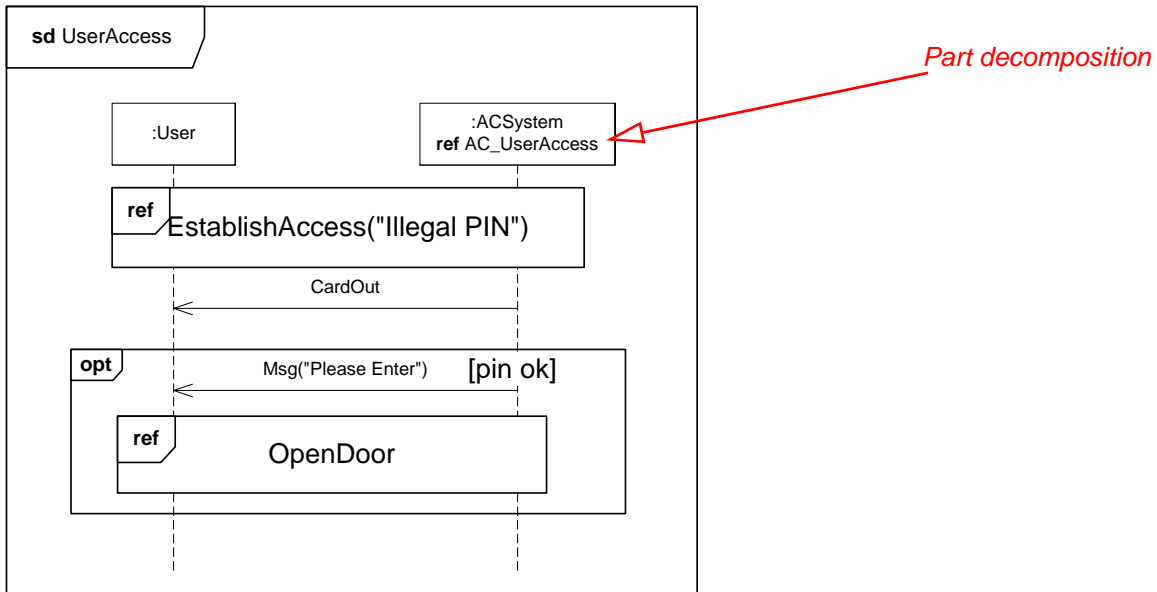 sd UserAccess
Part decomposition
:User
:ACSystem
ref AC_UserAccess
ref
EstablishAccess("Illegal PIN")
CardOut
opt
Msg("Please Enter")
[pin ok]
ref
OpenDoor